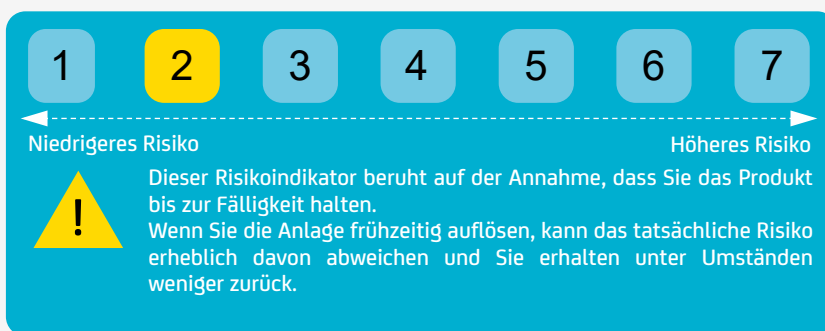 1 2 3 4 5 6 7
Niedrigeres Risiko Höheres Risiko
!
Dieser Risikoindikator beruht auf der Annahme, dass Sie das Produkt
bis zur Fälligkeit halten.
Wenn Sie die Anlage frühzeitig auflösen, kann das tatsächliche Risiko
erheblich davon abweichen und Sie erhalten unter Umständen
weniger zurück.